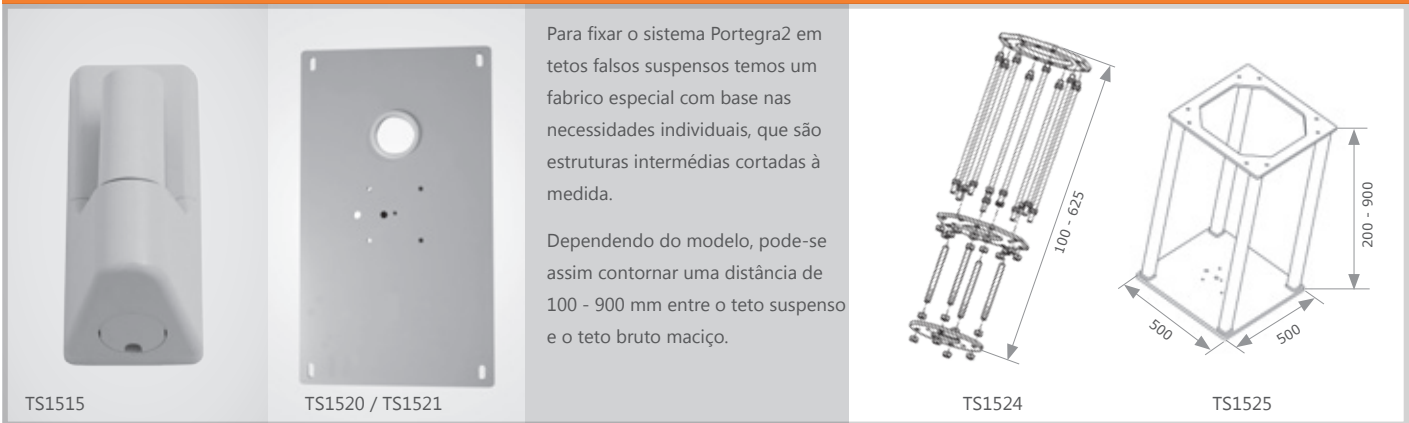 Para fixar o sistema Portegra2 em
tetos falsos suspensos temos um
fabrico especial com base nas
necessidades individuais, que são
estruturas intermédias cortadas à
medida.
Dependendo do modelo, pode-se
assim contornar uma distância de
100 - 900 mm entre o teto suspenso
e o teto bruto maciço.
100 - 625
200 - 900
500
500
TS1515
TS1520 / TS1521
TS1524
TS1525